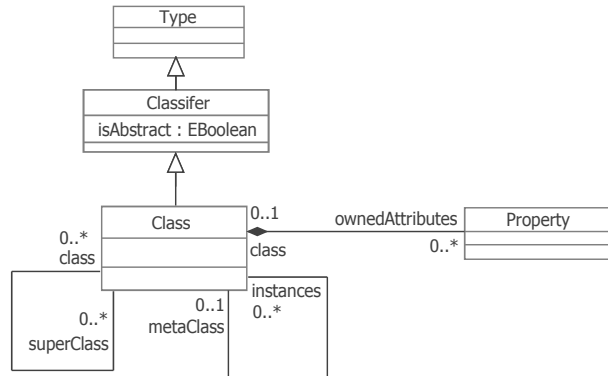 Type
Classifer
isAbstract : EBoolean
Class
0..1
ownedAttributes
Property
0..*
class
class
0..*
instances
0..1
0..*
0..*
metaClass
superClass